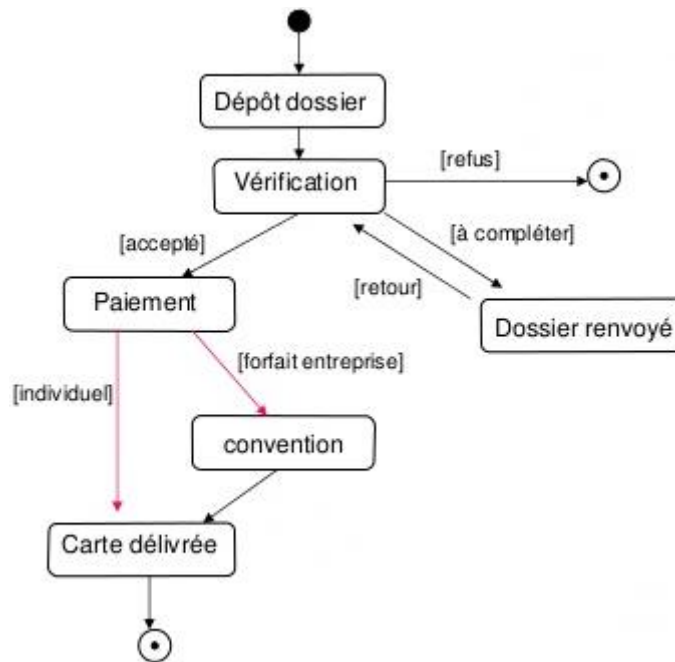 Dépôt dossier
[refus]
Vérification
[accepté]
[à compléter]
[retour]
Paiement
Dossier renvoyé
[forfait entreprise]
[individuel]
convention
Carte délivrée